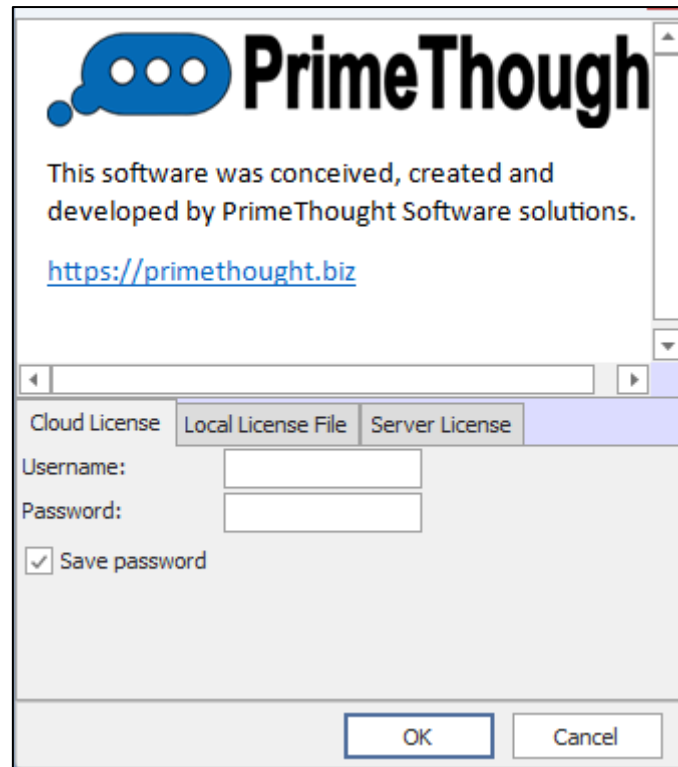 PrimeThough
This software was conceived, created and
developed by PrimeThought Software solutions.
https://primethought.biz
Cloud License Local License File Server License
Username:
Password:
Save password
OK Cancel